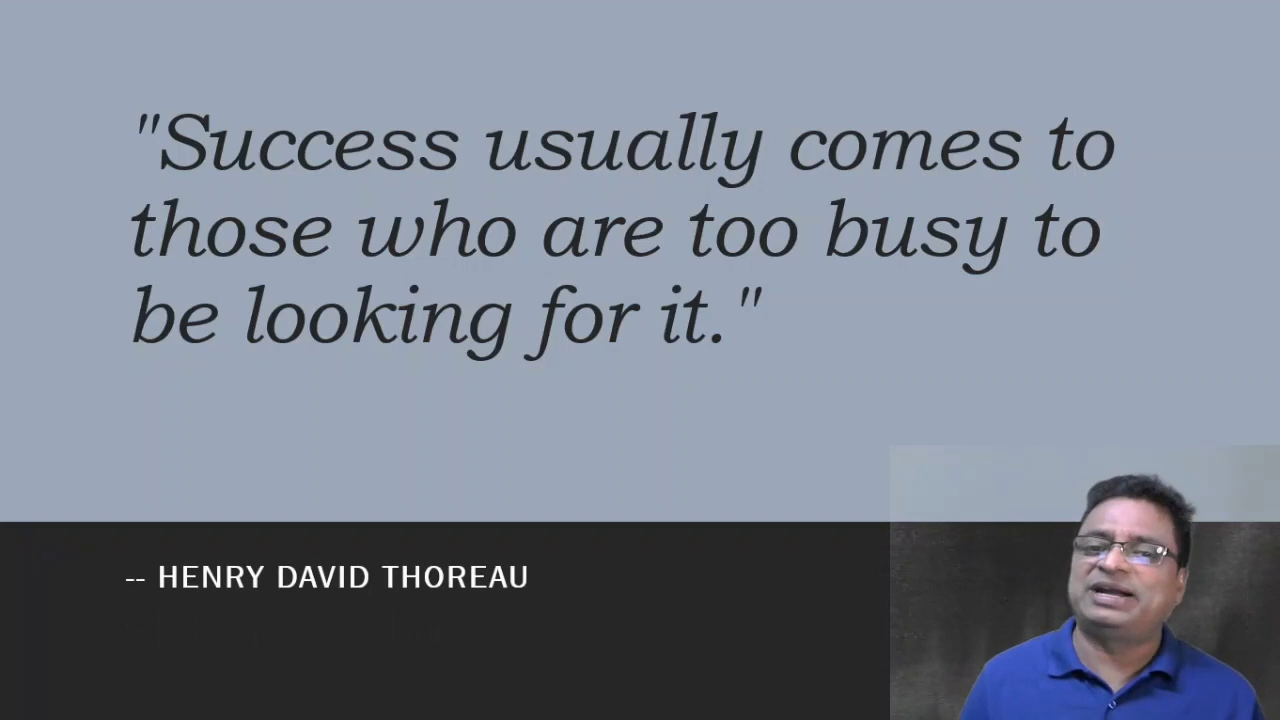 "Success usually comes to
those who are too busy to
be looking for it."
-- HENRY DAVID THOREAU